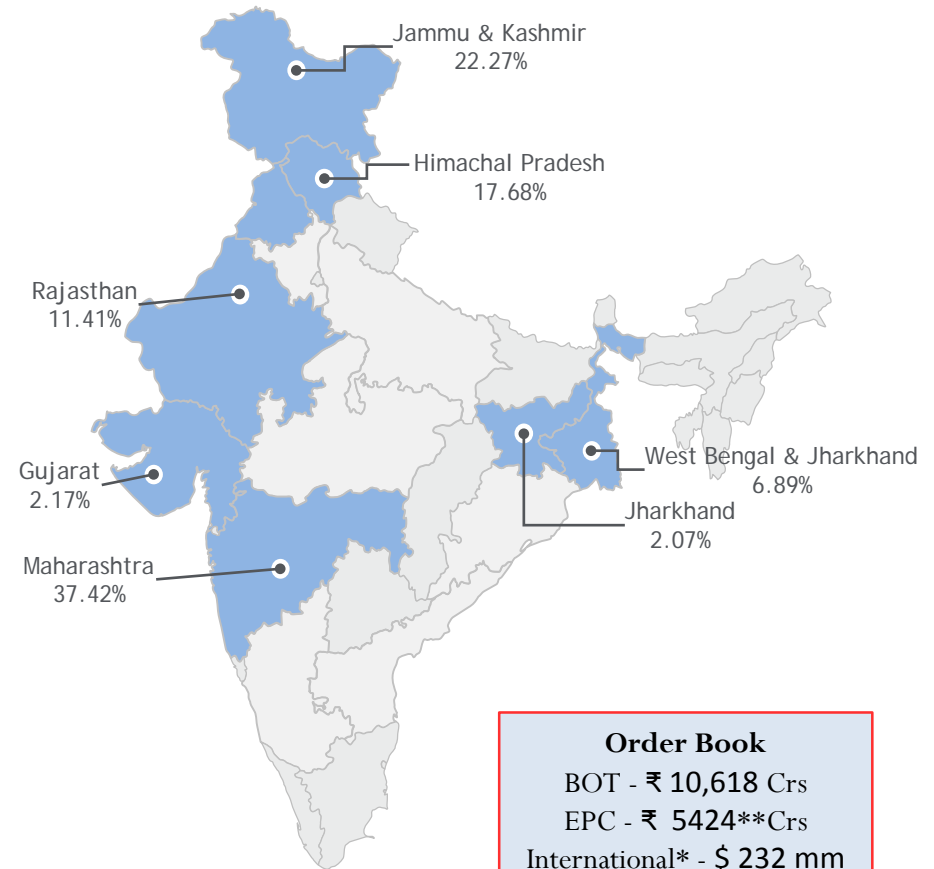 Jammu & Kashmir
22.27%
Himachal Pradesh
17.68%
Rajasthan
11.41%
Gujarat
2.17%
West Bengal & Jharkhand
6.89%
Jharkhand
2.07%
Maharashtra
37.42%
Order Book
BOT - ₹ 10,618 Crs
EPC - ₹ 5424**Crs
International* - $ 232 mm